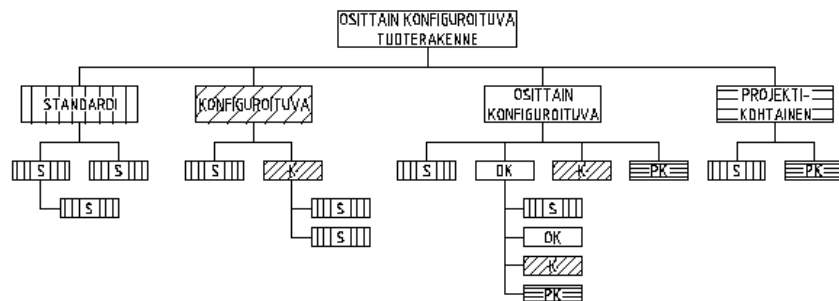 OSITTAIN KONFIGUROITUVA
TUOTERAKENNE
STANDARDI
KONFIGUROITUVA
OSITTAIN
KONFIGUROITUVA
PROJEKTI-
KOHTAINEN
S
S
S
K
S
OK
K
PK
S
PK
S
S
S
S
OK
K
PK